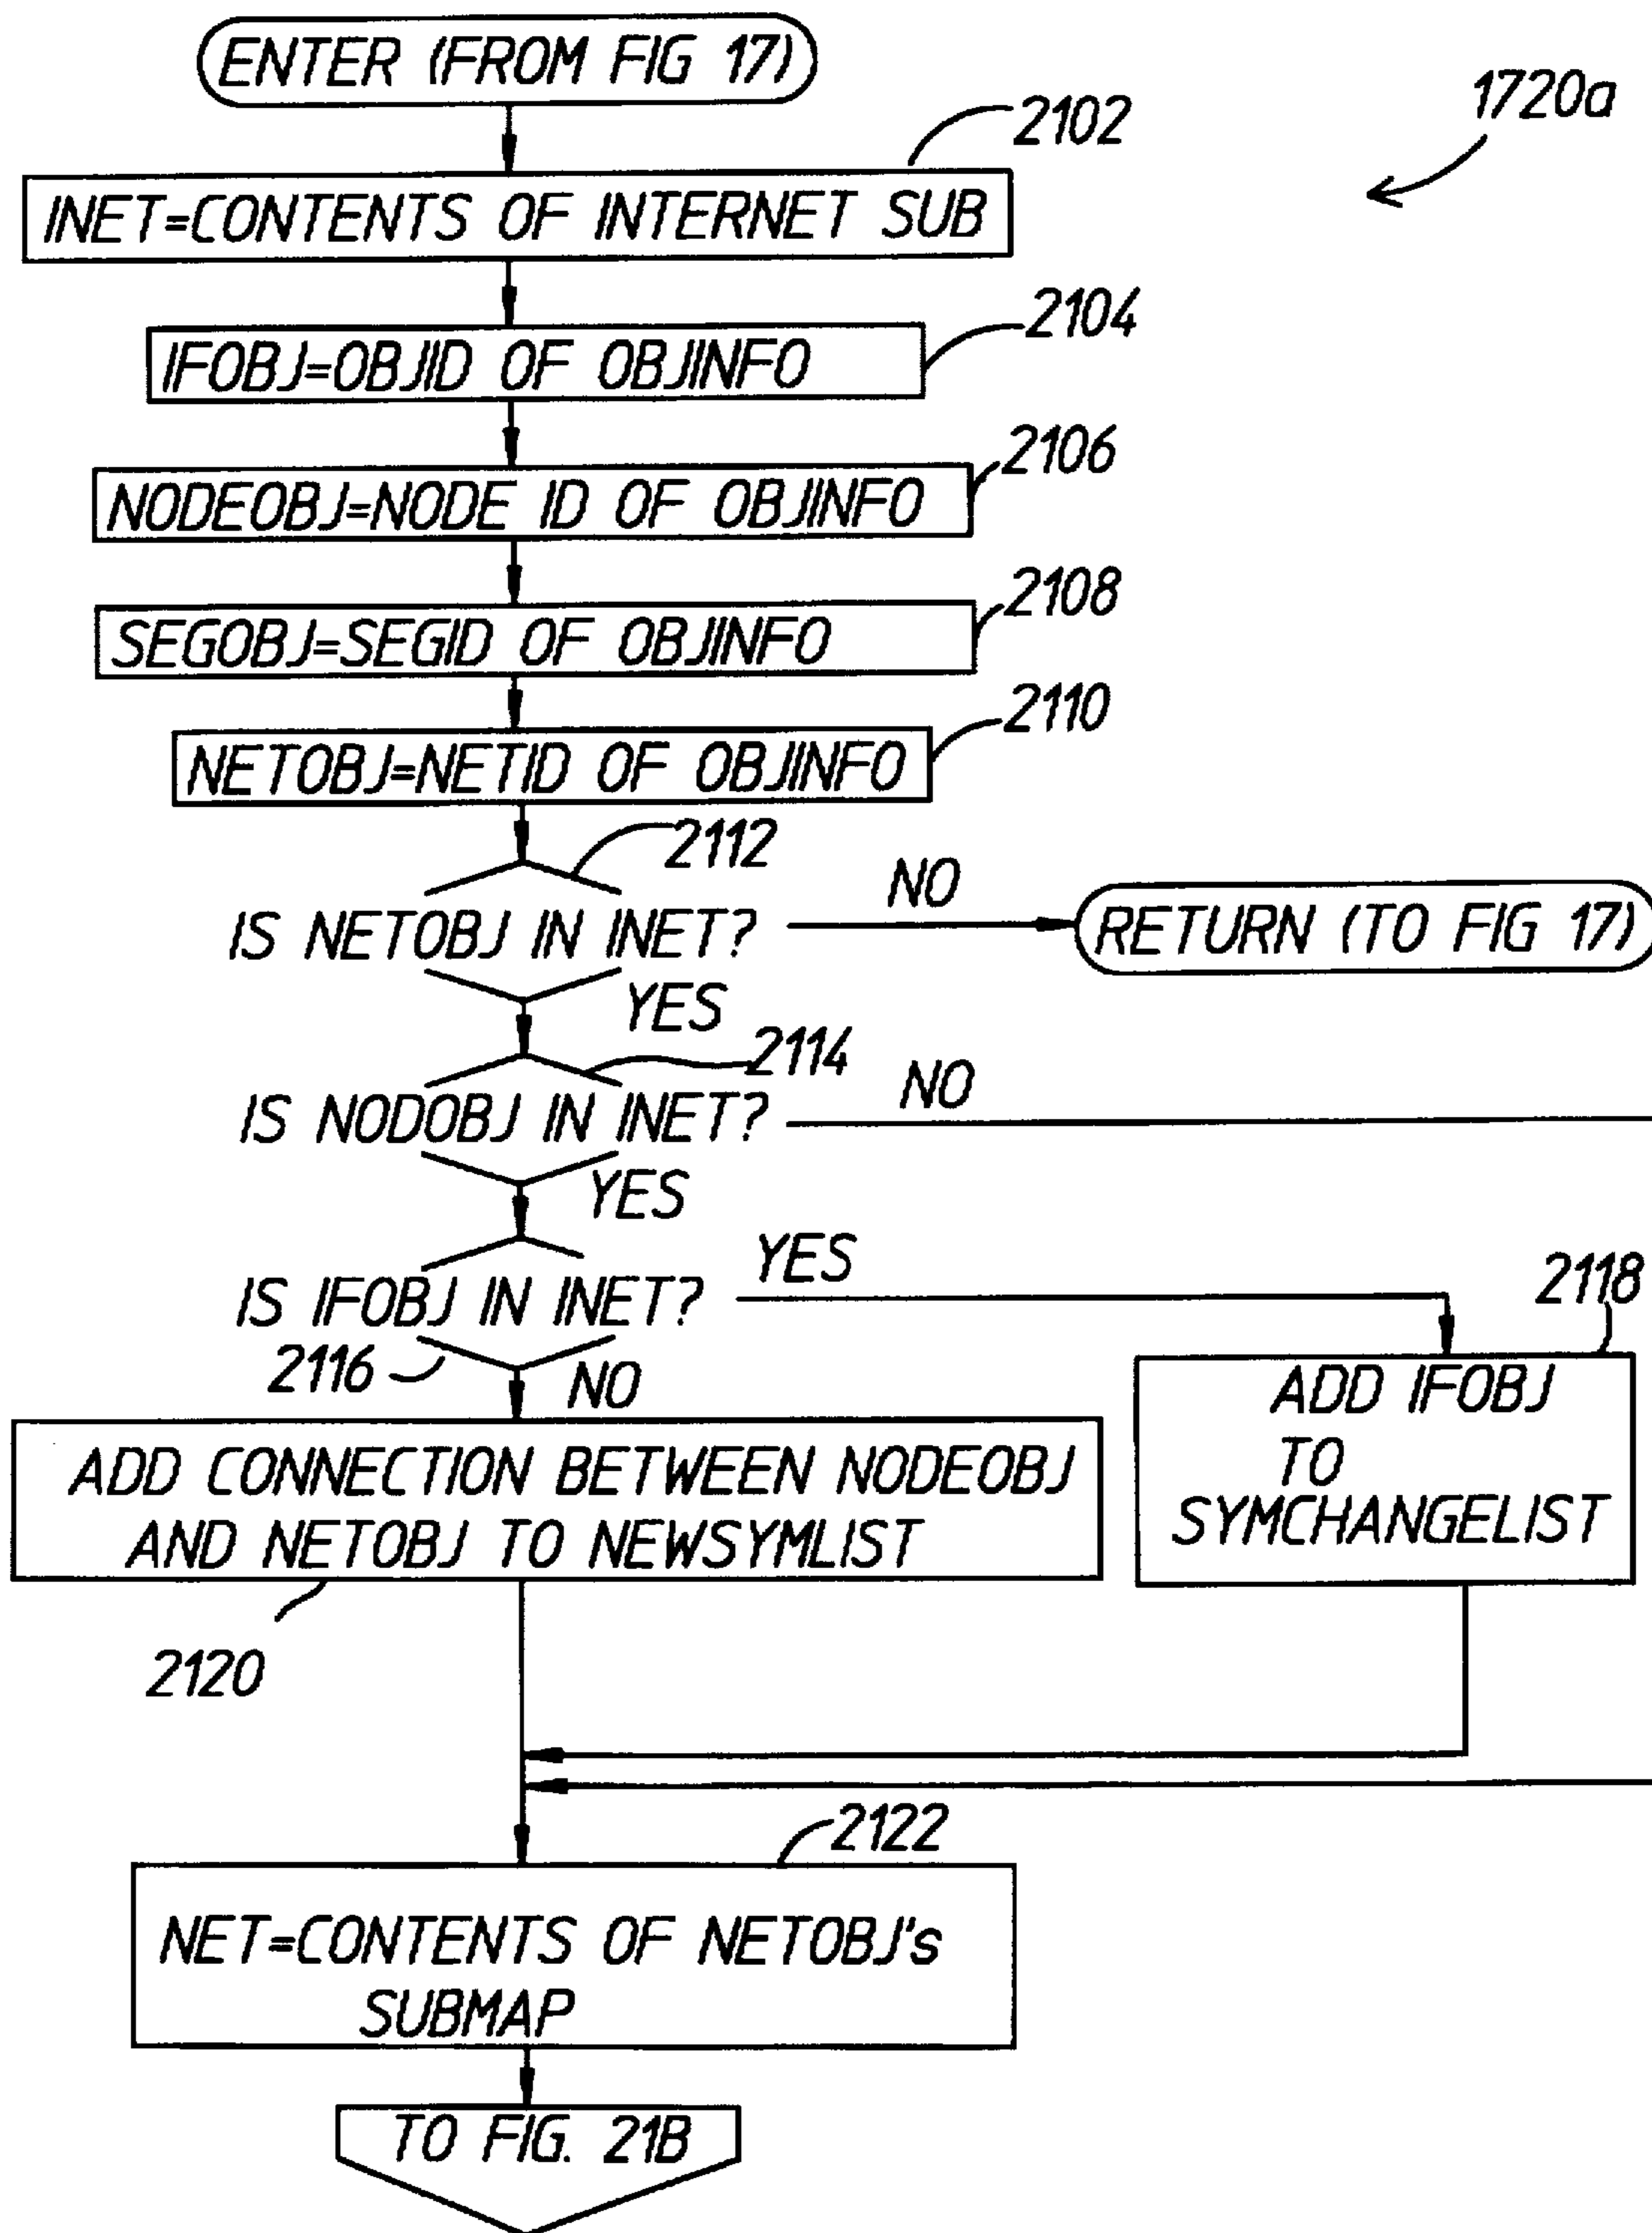 ENTER (FROM FIG 17)
1720a
2102
INET=CONTENTS OF INTERNET SUB
2104
IFOBJ=OBJID OF OBJINFO
2106
NODEOBJ=NODE ID OF OBJINFO
2108
SEGOBJ=SEGID OF OBJINFO
2110
NETOBJ=NETID OF OBJINFO
2112
NO
IS NETOBJ IN INET?
RETURN (TO FIG 17)
YES
2114
NO
IS NODOBJ IN INET?
YES
YES
2118
IS IFOBJ IN INET?
2116
NO
ADD IFOBJ
TO
SYMCHANGELIST
ADD CONNECTION BETWEEN NODEOBJ
AND NETOBJ TO NEWSYMLIST
2120
2122
NET=CONTENTS OF NETOBJ's
SUBMAP
TO FIG. 21B